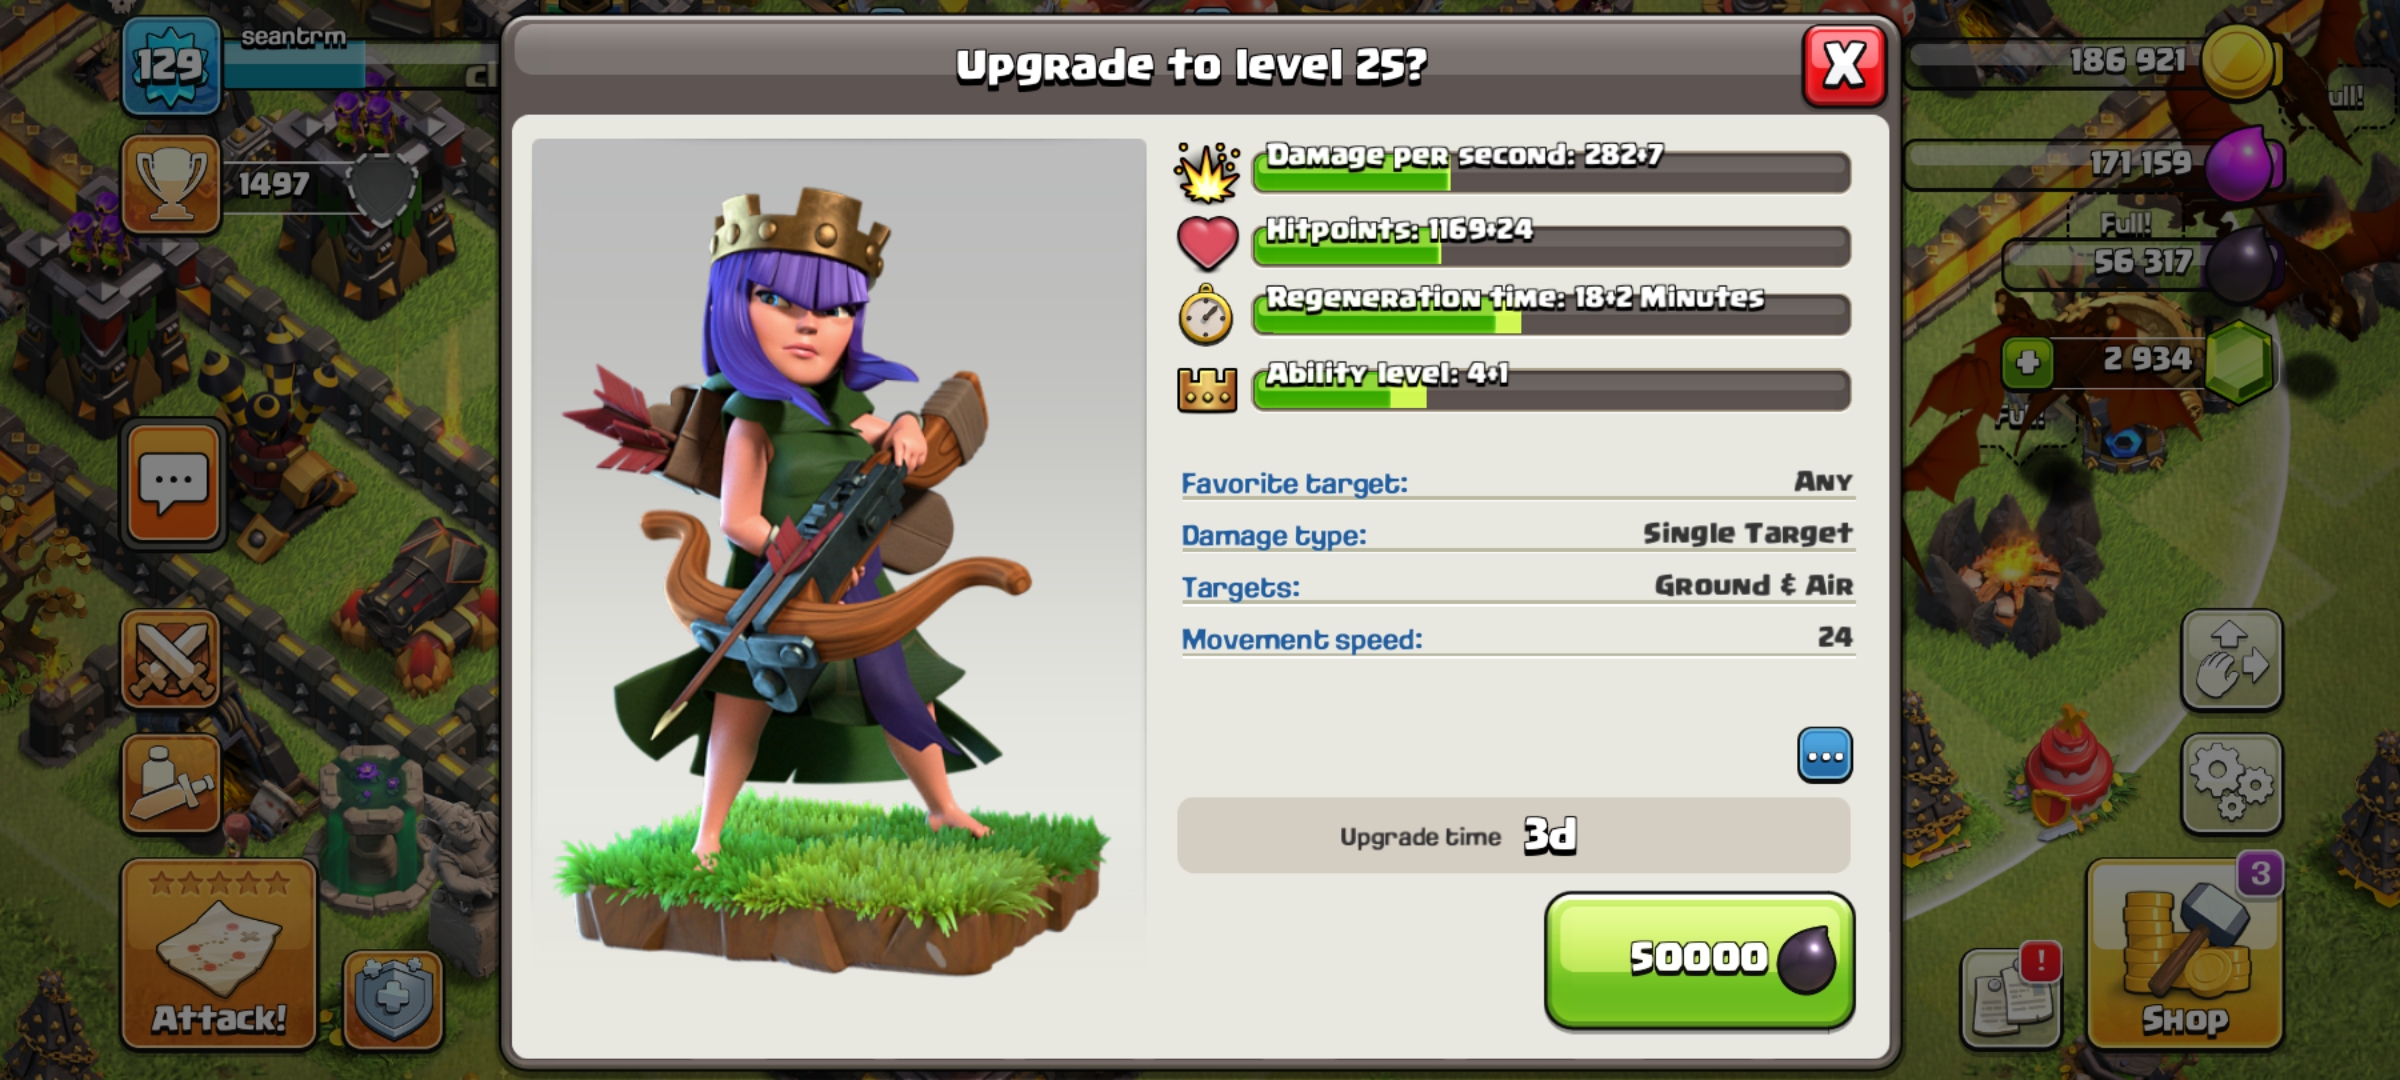 129
seantrm
1497
Upgrade to level 25?
X
186 921
171 159
Full!
56 317
2 934
Damage per second: 282+7
Hitpoints: 1169+24
Regeneration time: 18+2 Minutes
Ability level: 4+1
Favorite target: Any
Damage type: Single Target
Targets: Ground & Air
Movement speed: 24
Upgrade time 3d
50000
Attack!
3
!
Shop